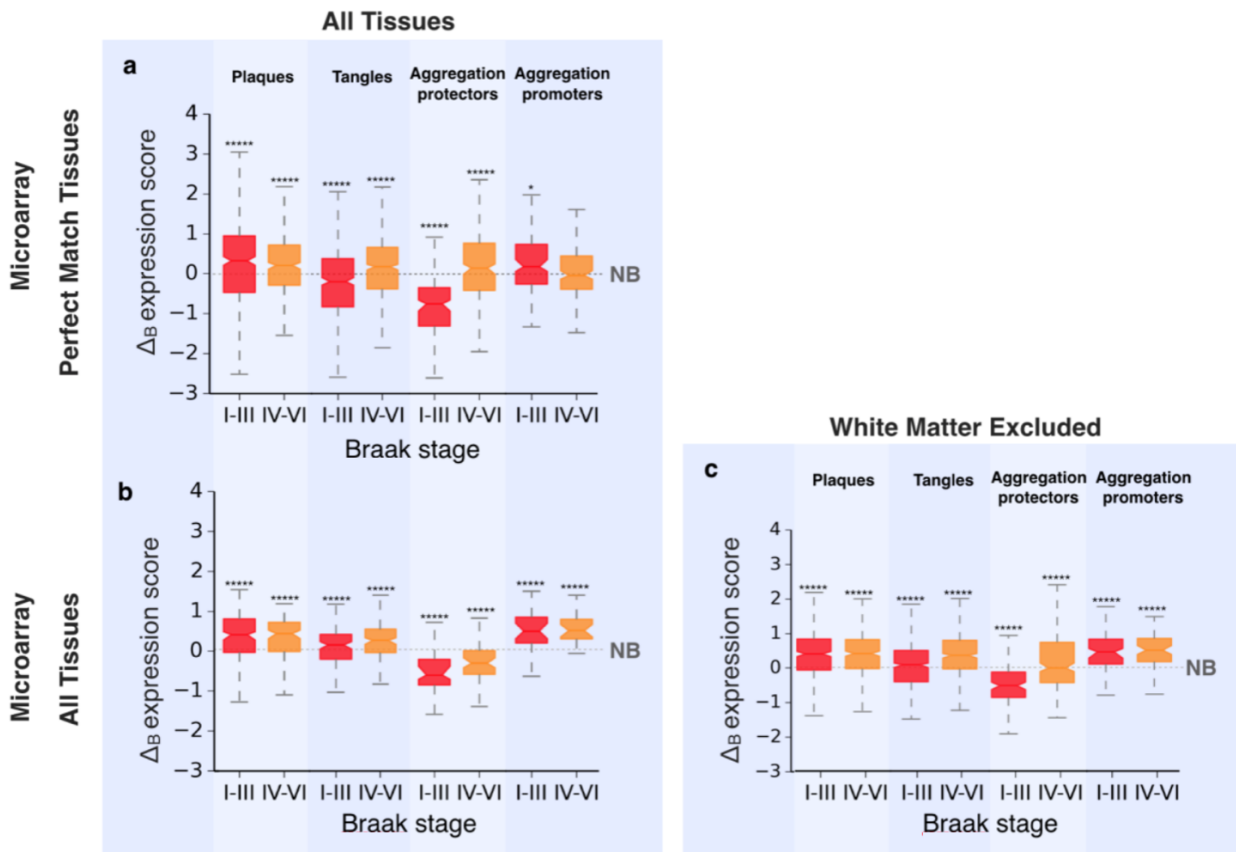 All Tissues
Microarray
Perfect Match Tissues
a
Plaques
Tangles
Aggregation protectors
Aggregation promoters
ΔB expression score
4
3
2
1
0
−1
−2
−3
***** ***** ***** ***** ***** ***** *
NB
I-III IV-VI I-III IV-VI I-III IV-VI I-III IV-VI
Braak stage
Microarray
All Tissues
b
ΔB expression score
4
3
2
1
0
−1
−2
−3
***** ***** ***** ***** ***** ***** ***** *****
NB
I-III IV-VI I-III IV-VI I-III IV-VI I-III IV-VI
Braak stage
White Matter Excluded
c
Plaques
Tangles
Aggregation protectors
Aggregation promoters
ΔB expression score
4
3
2
1
0
−1
−2
−3
***** ***** ***** ***** ***** ***** ***** *****
NB
I-III IV-VI I-III IV-VI I-III IV-VI I-III IV-VI
Braak stage